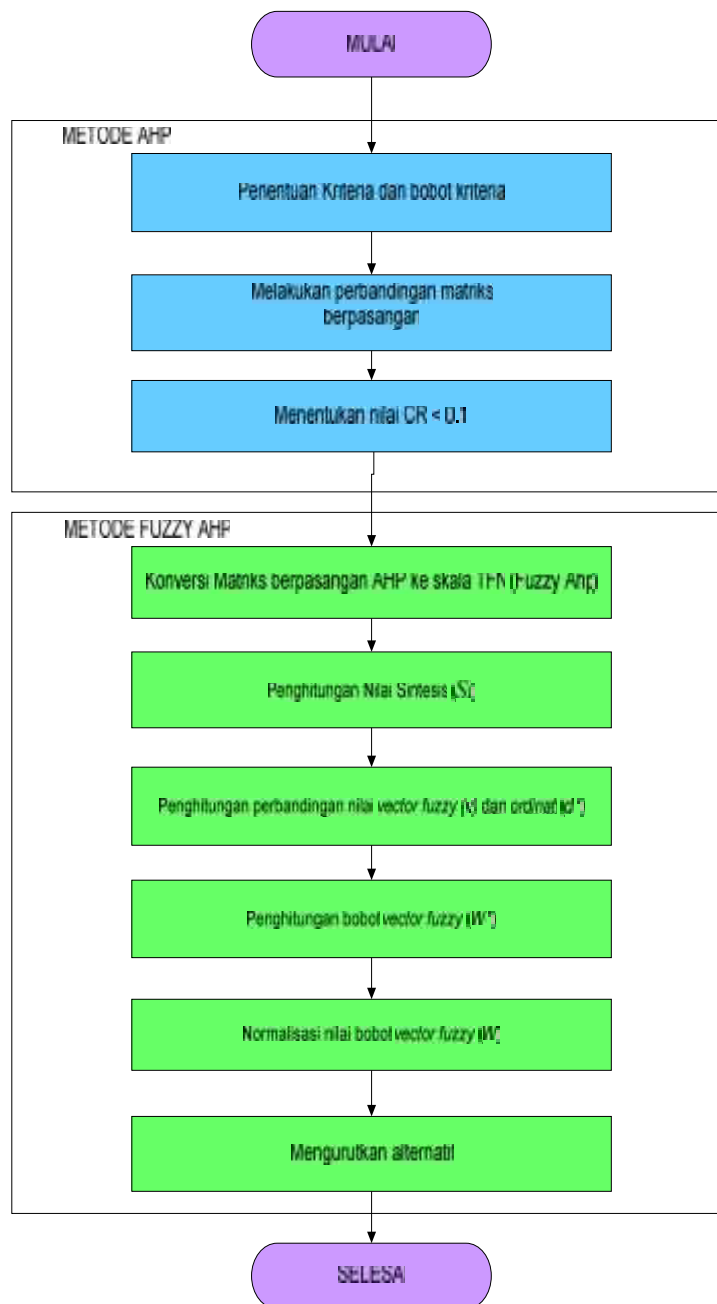 MULAI
METODE AHP
Penentuan Kriteria dan bobot kriteria
Melakukan perbandingan matriks
berpasangan
Menentukan nilai CR < 0.1
METODE FUZZY AHP
Konversi Matriks berpasangan AHP ke skala TFN (Fuzzy Ahp)
Penghitungan Nilai Sintesis (Si)
Penghitungan perbandingan nilai vector fuzzy (v) dan ordinat (d')
Penghitungan bobot vector fuzzy (W')
Normalisasi nilai bobot vector fuzzy (W)
Mengurutkan alternatif
SELESAI